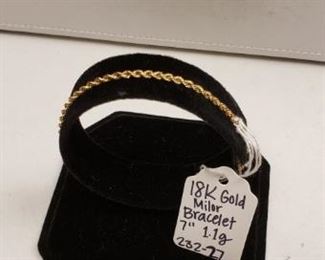 18K Gold
Milor
Bracelet
7" 1.1g
232-27